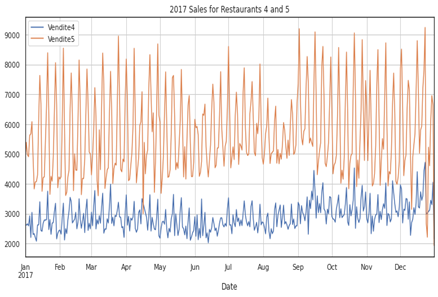 2017 Sales for Restaurants 4 and 5
Vendite4
Vendite5
9000
8000
7000
6000
5000
4000
3000
2000
Jan Feb Mar Apr May Jun Jul Aug Sep Oct Nov Dec
2017
Date